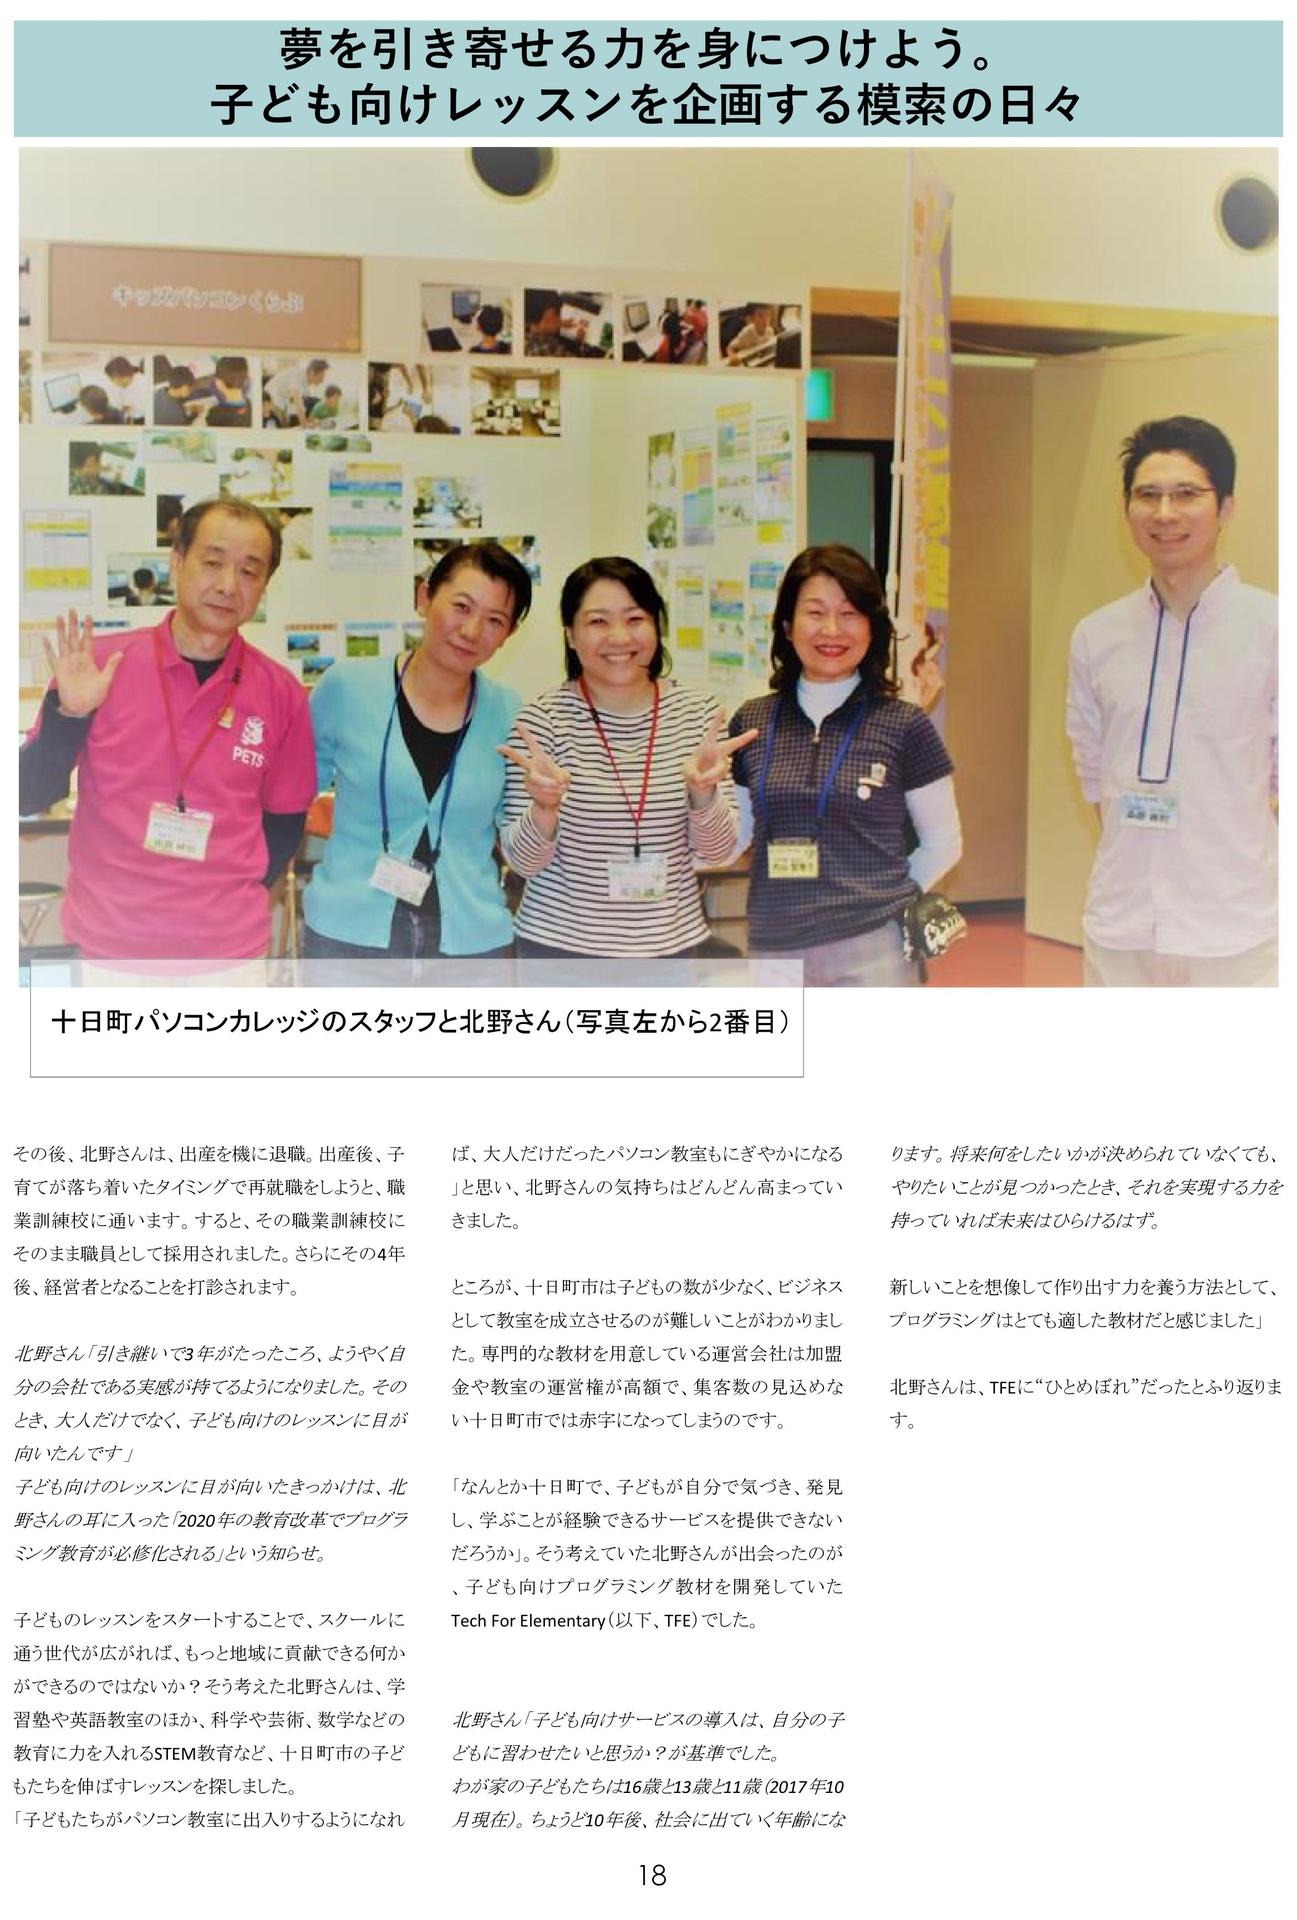 夢を引き寄せる力を身につけよう。
子ども向けレッスンを企画する模索の日々
キッズパソコンくらぶ
PETS
十日町パソコンカレッジのスタッフと北野さん（写真左から2番目）
その後、北野さんは、出産を機に退職。出産後、子
育てが落ち着いたタイミングで再就職をしようと、職
業訓練校に通います。すると、その職業訓練校に
そのまま職員として採用されました。さらにその4年
後、経営者となることを打診されます。
北野さん「引き継いで3年がたったころ、ようやく自
分の会社である実感が持てるようになりました。その
とき、大人だけでなく、子ども向けのレッスンに目が
向いたんです」
子ども向けのレッスンに目が向いたきっかけは、北
野さんの耳に入った「2020年の教育改革でプログラ
ミング教育が必修化される」という知らせ。
子どものレッスンをスタートすることで、スクールに
通う世代が広がれば、もっと地域に貢献できる何か
ができるのではないか？そう考えた北野さんは、学
習塾や英語教室のほか、科学や芸術、数学などの
教育に力を入れるSTEM教育など、十日町市の子ど
もたちを伸ばすレッスンを探しました。
「子どもたちがパソコン教室に出入りするようになれ
ば、大人だけだったパソコン教室もにぎやかになる
」と思い、北野さんの気持ちはどんどん高まってい
きました。
ところが、十日町市は子どもの数が少なく、ビジネス
として教室を成立させるのが難しいことがわかりまし
た。専門的な教材を用意している運営会社は加盟
金や教室の運営権が高額で、集客数の見込めな
い十日町市では赤字になってしまうのです。
「なんとか十日町で、子どもが自分で気づき、発見
し、学ぶことが経験できるサービスを提供できない
だろうか」。そう考えていた北野さんが出会ったのが
、子ども向けプログラミング教材を開発していた
Tech For Elementary（以下、TFE）でした。
北野さん「子ども向けサービスの導入は、自分の子
どもに習わせたいと思うか？が基準でした。
わが家の子どもたちは16歳と13歳と11歳（2017年10
月現在）。ちょうど10年後、社会に出ていく年齢にな
ります。将来何をしたいかが決められていなくても、
やりたいことが見つかったとき、それを実現する力を
持っていれば未来はひらけるはず。
新しいことを想像して作り出す力を養う方法として、
プログラミングはとても適した教材だと感じました」
北野さんは、TFEに“ひとめぼれ”だったとふり返りま
す。
18